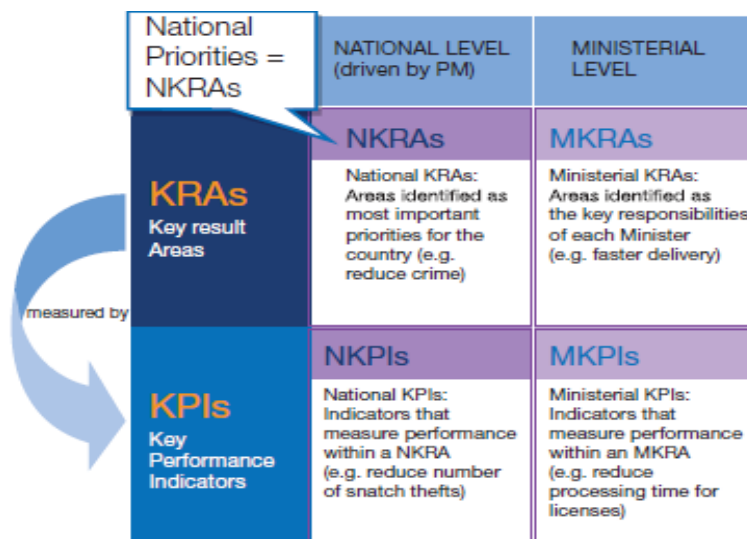 National
Priorities =
NKRAs
NATIONAL LEVEL
(driven by PM)
MINISTERIAL
LEVEL
KRAs
Key result
Areas
NKRAs
National KRAs:
Areas identified as
most important
priorities for the
country (e.g.
reduce crime)
MKRAs
Ministerial KRAs:
Areas identified as
the key responsibilities
of each Minister
(e.g. faster delivery)
measured by
KPIs
Key
Performance
Indicators
NKPIs
National KPIs:
Indicators that
measure performance
within a NKRA
(e.g. reduce number
of snatch thefts)
MKPIs
Ministerial KPIs:
Indicators that
measure performance
within an MKRA
(e.g. reduce
processing time for
licenses)